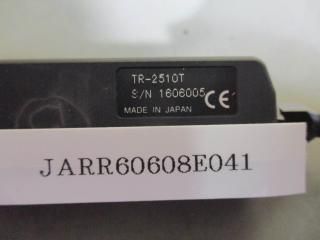 TR-2510T
S/N 1606005
MADE IN JAPAN CE
JARR60608E041